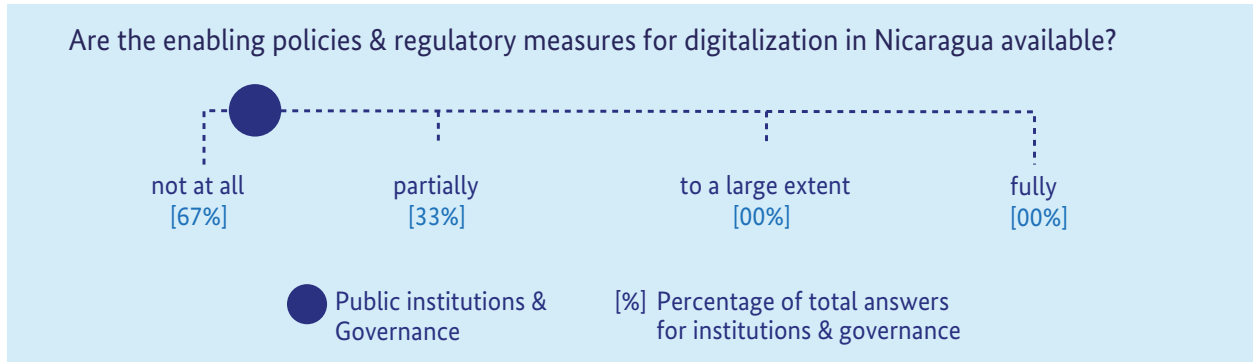 Are the enabling policies & regulatory measures for digitalization in Nicaragua available?
not at all
[67%]
partially
[33%]
to a large extent
[00%]
fully
[00%]
Public institutions &
Governance
[%] Percentage of total answers
for institutions & governance